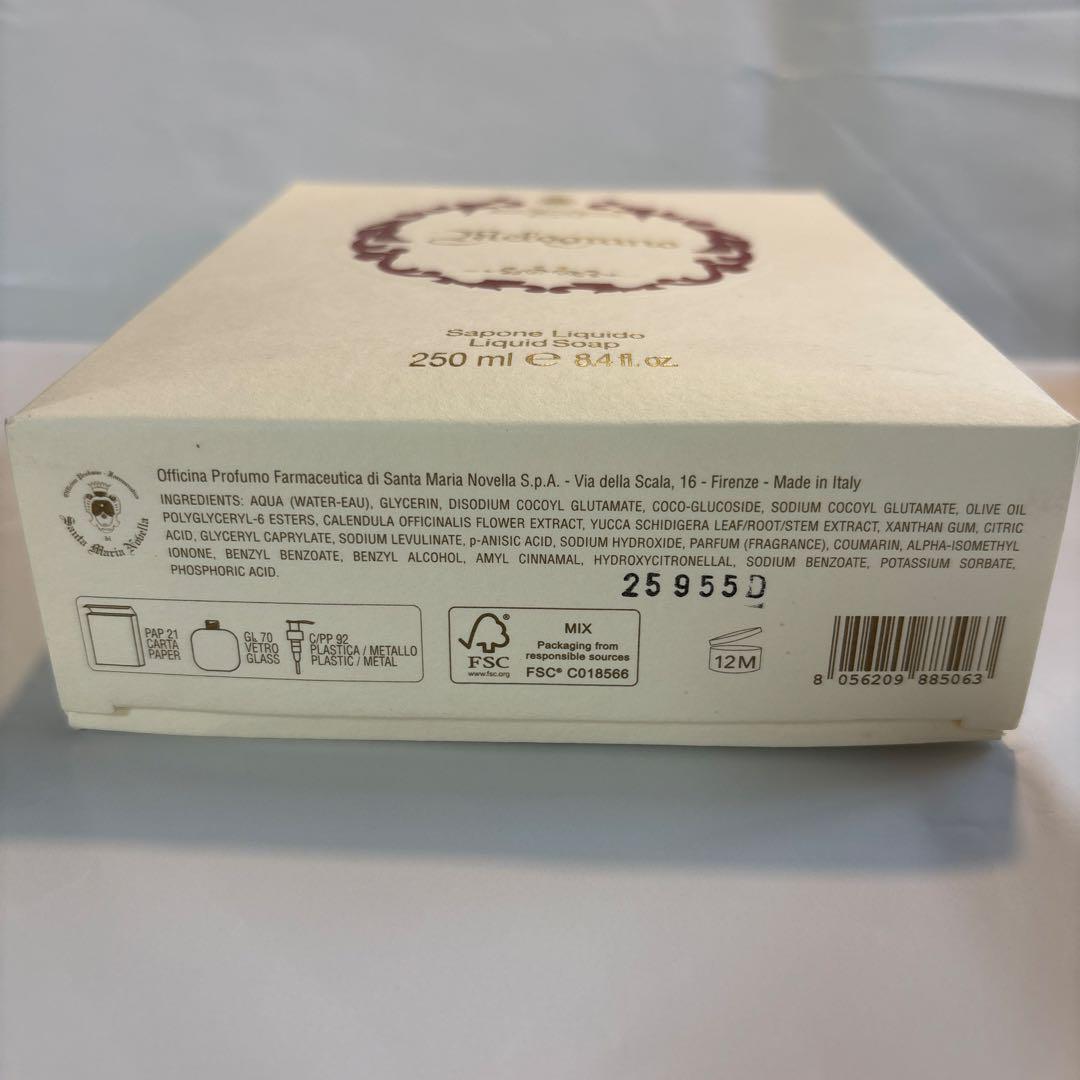 Melograno
Sapone Liquido
Liquid Soap
250 ml ℮ 8.4 fl. oz.
Officina Profumo - Farmaceutica
di
Santa Maria Novella
Officina Profumo Farmaceutica di Santa Maria Novella S.p.A. - Via della Scala, 16 - Firenze - Made in Italy
INGREDIENTS: AQUA (WATER-EAU), GLYCERIN, DISODIUM COCOYL GLUTAMATE, COCO-GLUCOSIDE, SODIUM COCOYL GLUTAMATE, OLIVE OIL
POLYGLYCERYL-6 ESTERS, CALENDULA OFFICINALIS FLOWER EXTRACT, YUCCA SCHIDIGERA LEAF/ROOT/STEM EXTRACT, XANTHAN GUM, CITRIC
ACID, GLYCERYL CAPRYLATE, SODIUM LEVULINATE, p-ANISIC ACID, SODIUM HYDROXIDE, PARFUM (FRAGRANCE), COUMARIN, ALPHA-ISOMETHYL
IONONE, BENZYL BENZOATE, BENZYL ALCOHOL, AMYL CINNAMAL, HYDROXYCITRONELLAL, SODIUM BENZOATE, POTASSIUM SORBATE,
PHOSPHORIC ACID.
25955D
PAP 21
CARTA
PAPER
GL 70
VETRO
GLASS
C/PP 92
PLASTICA / METALLO
PLASTIC / METAL
FSC®
www.fsc.org
MIX
Packaging from
responsible sources
FSC® C018566
12M
8 056209 885063